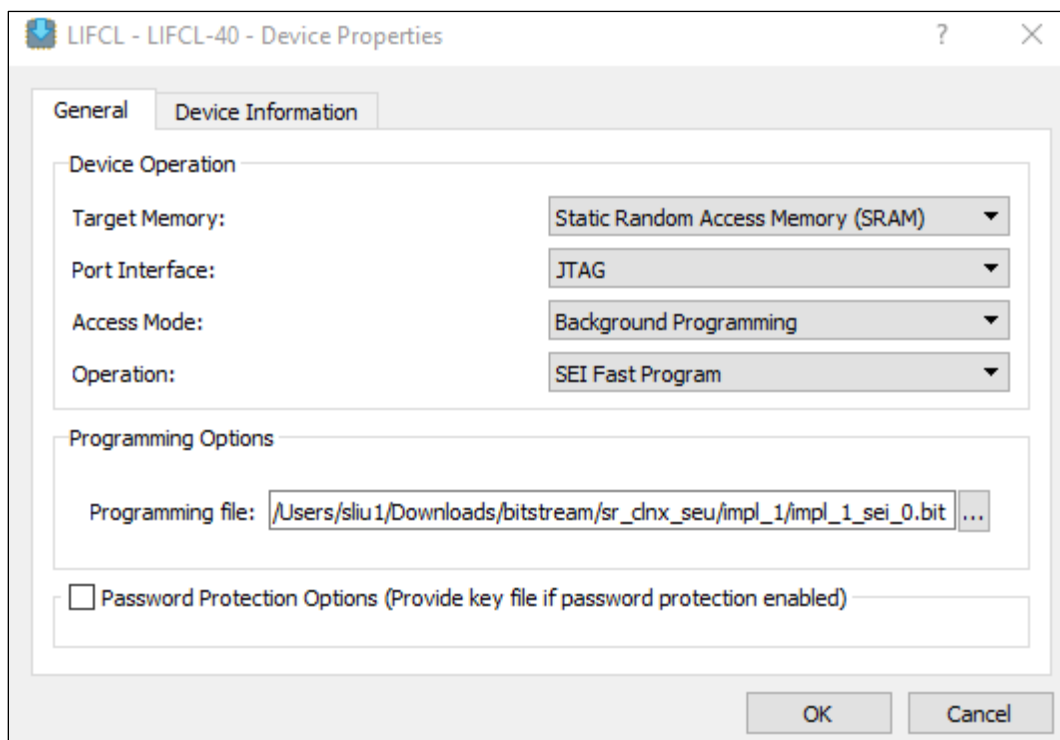 LIFCL - LIFCL-40 - Device Properties ?
General Device Information
Device Operation
Target Memory: Static Random Access Memory (SRAM)
Port Interface: JTAG
Access Mode: Background Programming
Operation: SEI Fast Program
Programming Options
Programming file: /Users/sliu1/Downloads/bitstream/sr_clnx_seu/impl_1/impl_1_sei_0.bit ...
Password Protection Options (Provide key file if password protection enabled)
OK Cancel